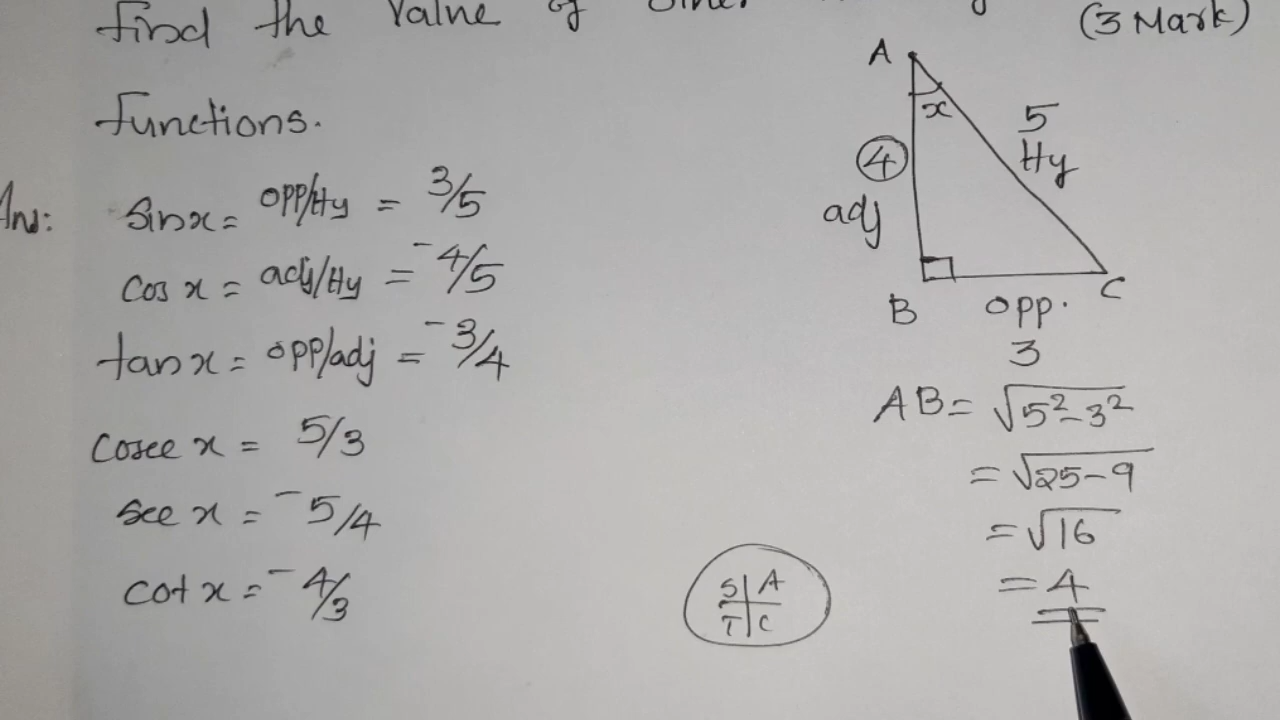 find the value of other
(3 Mark)
functions.
Ans: sin x = opp/Hy = 3/5
cos x = adj/Hy = -4/5
tan x = opp/adj = -3/4
cosec x = 5/3
sec x = -5/4
cot x = -4/3
A
x
5
Hy
4
adj
B
opp.
C
3
AB = √5²-3²
= √25-9
= √16
= 4
S A
T C